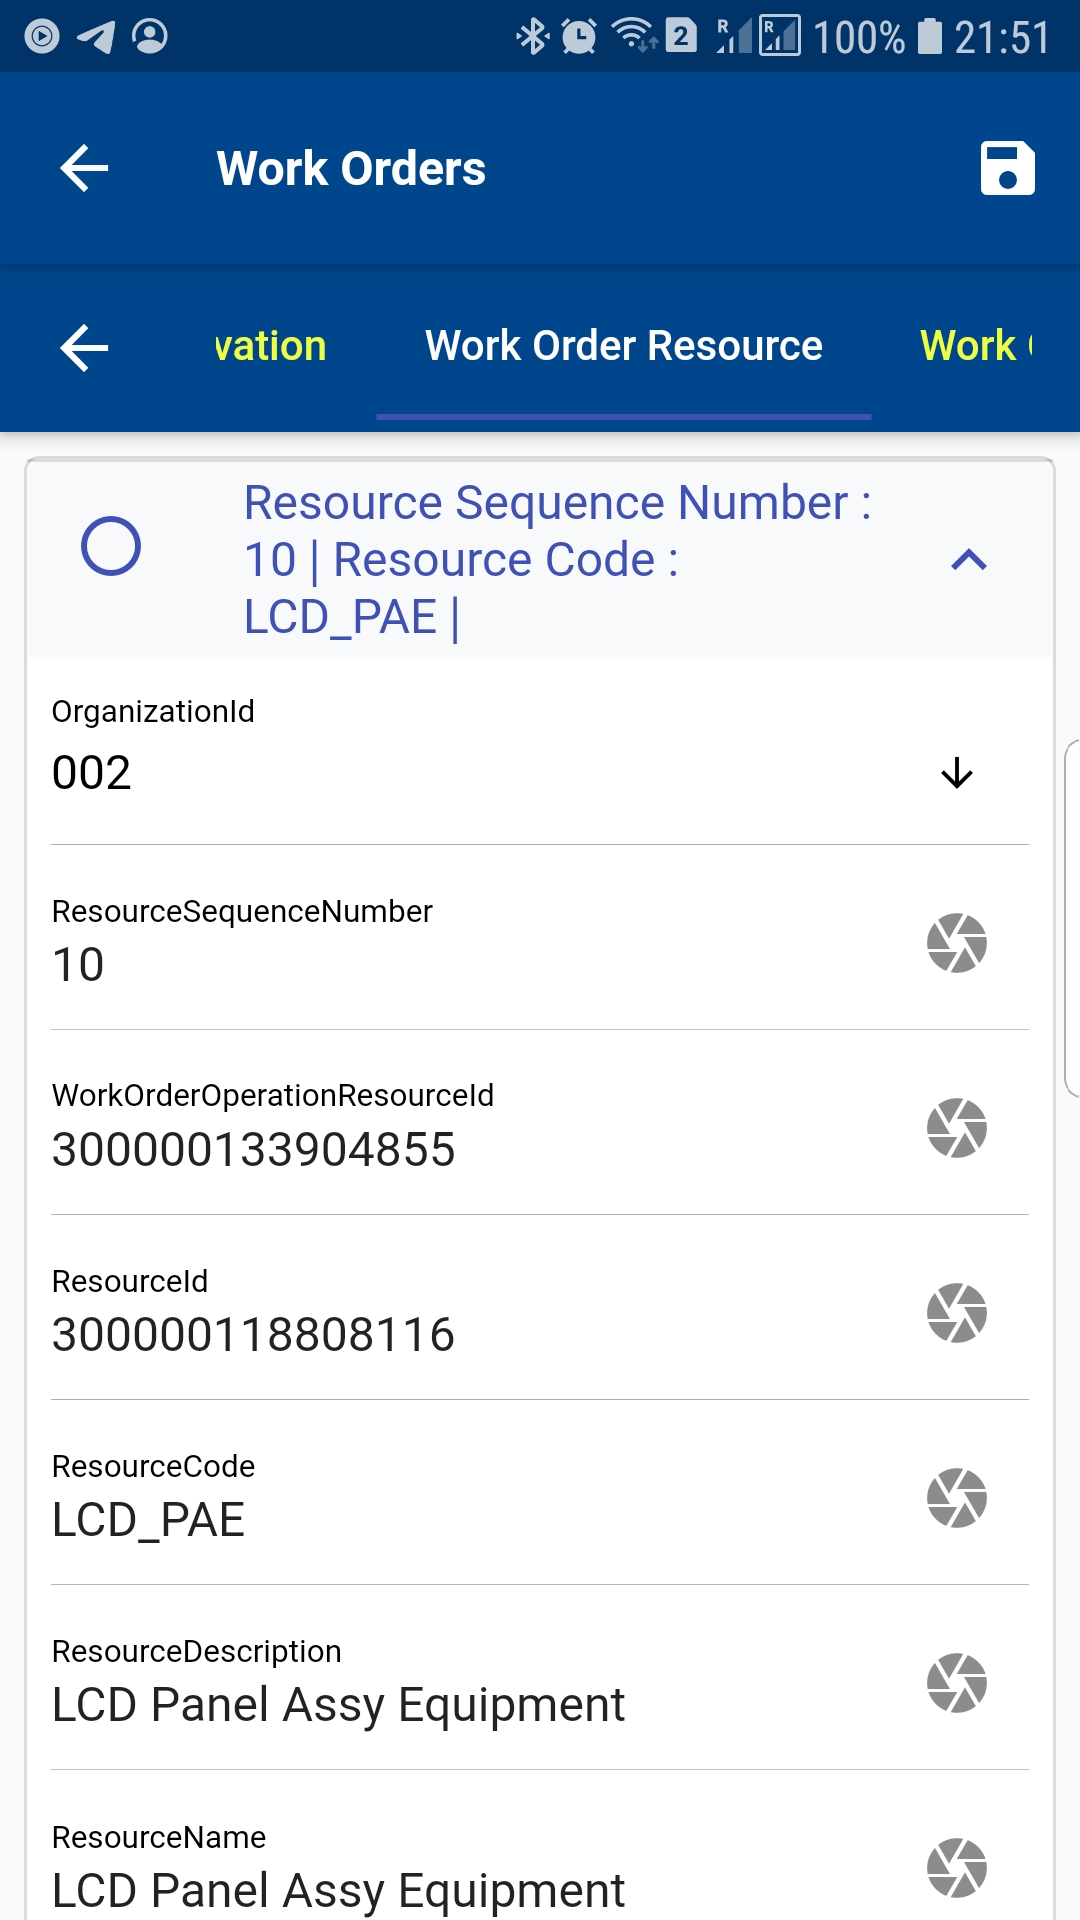 2 R R 100% 21:51
Work Orders
vation Work Order Resource Work
Resource Sequence Number :
10 | Resource Code :
LCD_PAE |
OrganizationId
002
ResourceSequenceNumber
10
WorkOrderOperationResourceId
300000133904855
ResourceId
300000118808116
ResourceCode
LCD_PAE
ResourceDescription
LCD Panel Assy Equipment
ResourceName
LCD Panel Assy Equipment